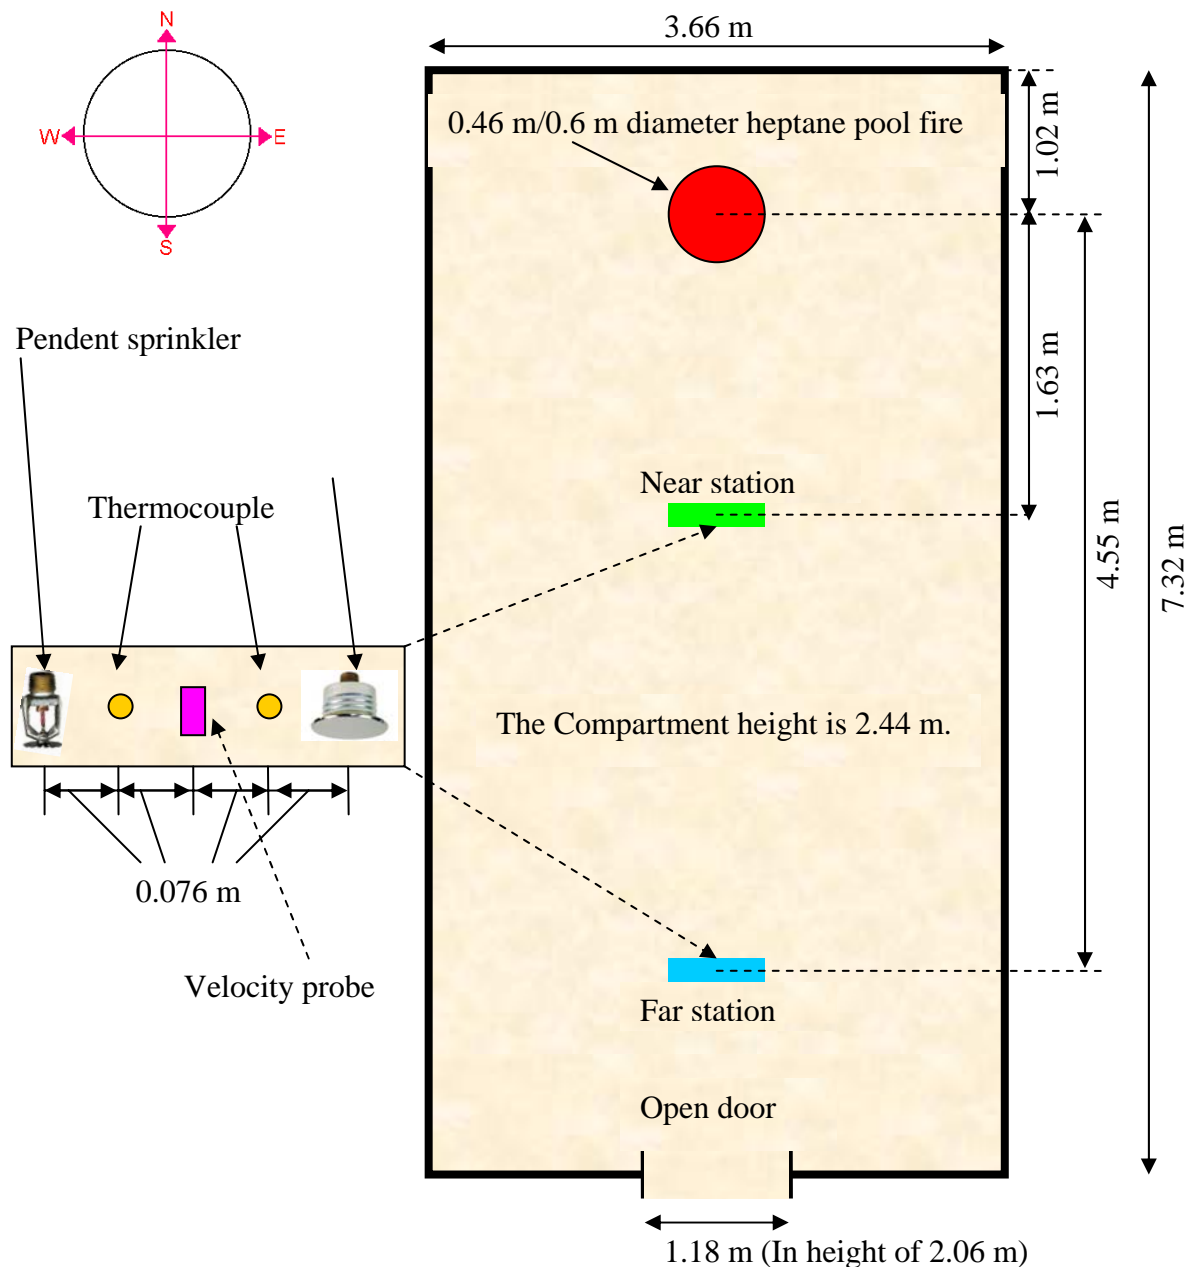 N
W
E
S
3.66 m
0.46 m/0.6 m diameter heptane pool fire
1.02 m
1.63 m
4.55 m
7.32 m
Pendent sprinkler
Thermocouple
Near station
The Compartment height is 2.44 m.
0.076 m
Velocity probe
Far station
Open door
1.18 m (In height of 2.06 m)